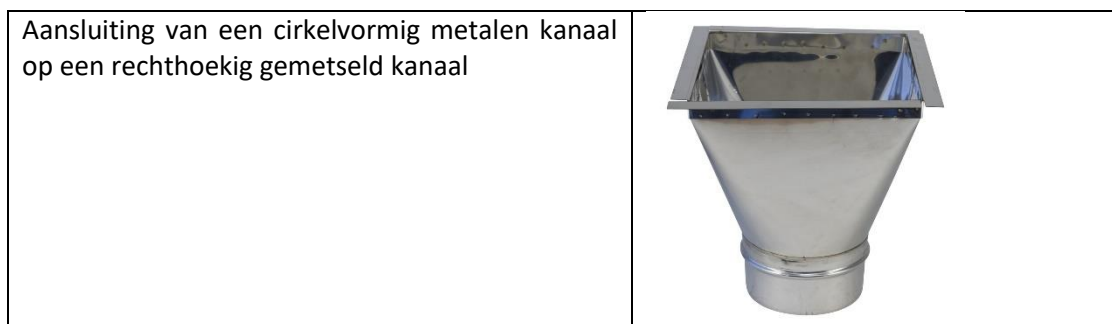 Aansluiting van een cirkelvormig metalen kanaal
op een rechthoekig gemetseld kanaal